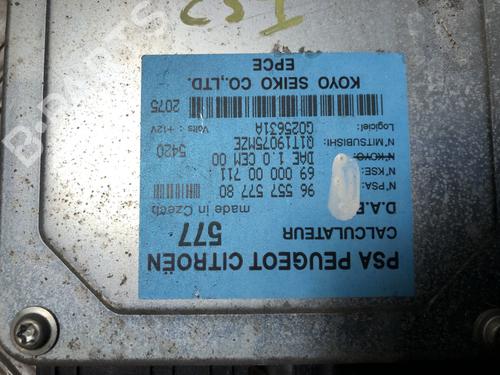 PSA PEUGEOT CITROËN
CALCULATEUR 577
D.A.E made in Czech
N°PSA: 96 557 577 80
N°KSE: 69 000 00 711
N°KOYO: DAE 1.0 CEM 00
N°MITSUBISHI: Q1T19075MZE 5420
Logiciel: G025631A Volts : +12V
2075
KOYO SEIKO CO.,LTD.
EPCE